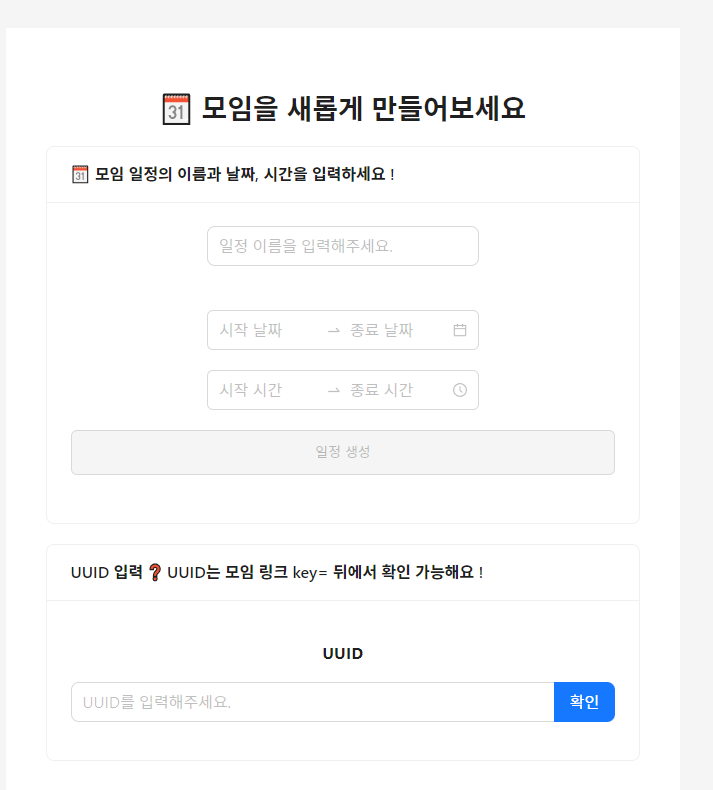 📅 모임을 새롭게 만들어보세요
📅 모임 일정의 이름과 날짜, 시간을 입력하세요 !
일정 이름을 입력해주세요.
시작 날짜 → 종료 날짜
시작 시간 → 종료 시간
일정 생성
UUID 입력 ❓ UUID는 모임 링크 key= 뒤에서 확인 가능해요 !
UUID
UUID를 입력해주세요. 확인